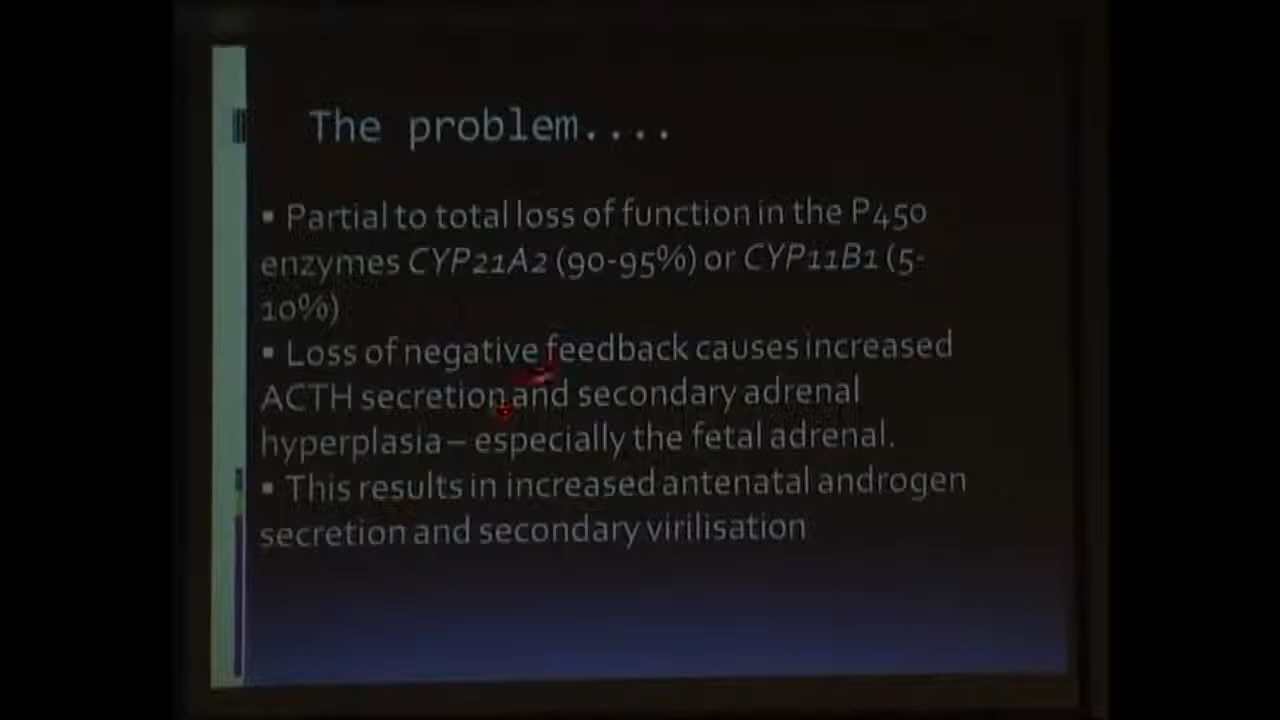 The problem....
▪ Partial to total loss of function in the P450
enzymes CYP21A2 (90-95%) or CYP11B1 (5-
10%)
▪ Loss of negative feedback causes increased
ACTH secretion and secondary adrenal
hyperplasia – especially the fetal adrenal.
▪ This results in increased antenatal androgen
secretion and secondary virilisation